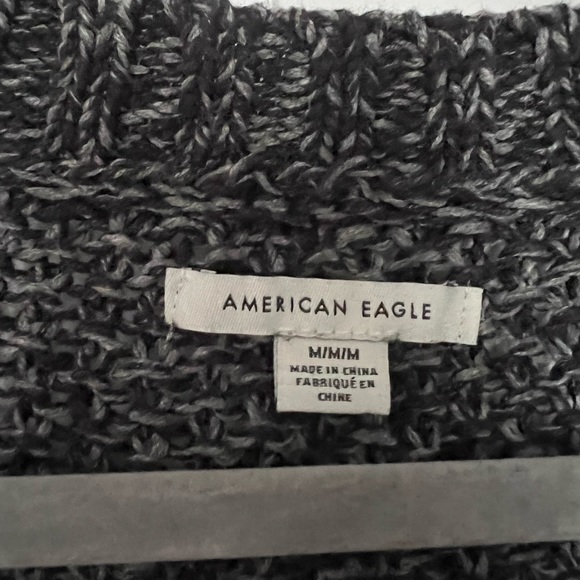 AMERICAN EAGLE
M/M/M
MADE IN CHINA
FABRIQUÉ EN
CHINE